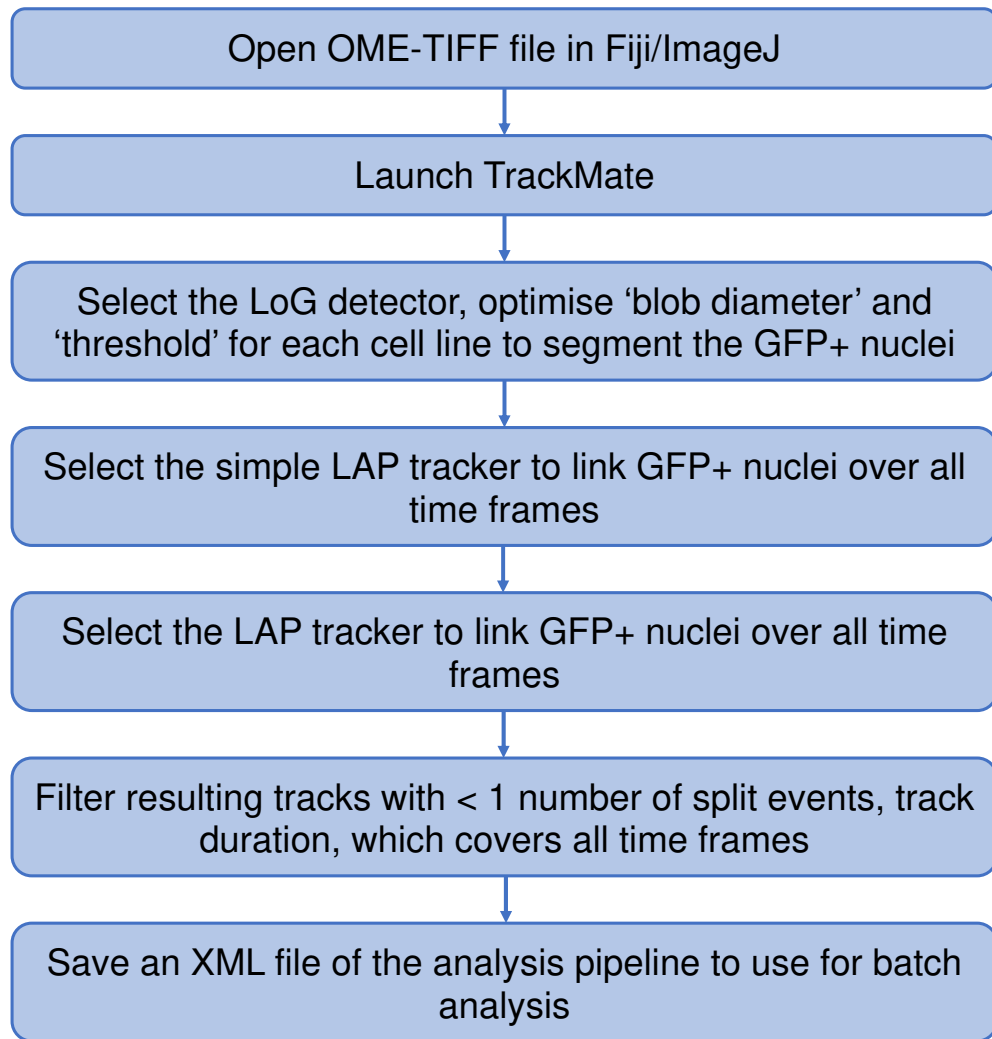 Open OME-TIFF file in Fiji/ImageJ
Launch TrackMate
Select the LoG detector, optimise ‘blob diameter’ and
‘threshold’ for each cell line to segment the GFP+ nuclei
Select the simple LAP tracker to link GFP+ nuclei over all
time frames
Select the LAP tracker to link GFP+ nuclei over all time
frames
Filter resulting tracks with < 1 number of split events, track
duration, which covers all time frames
Save an XML file of the analysis pipeline to use for batch
analysis